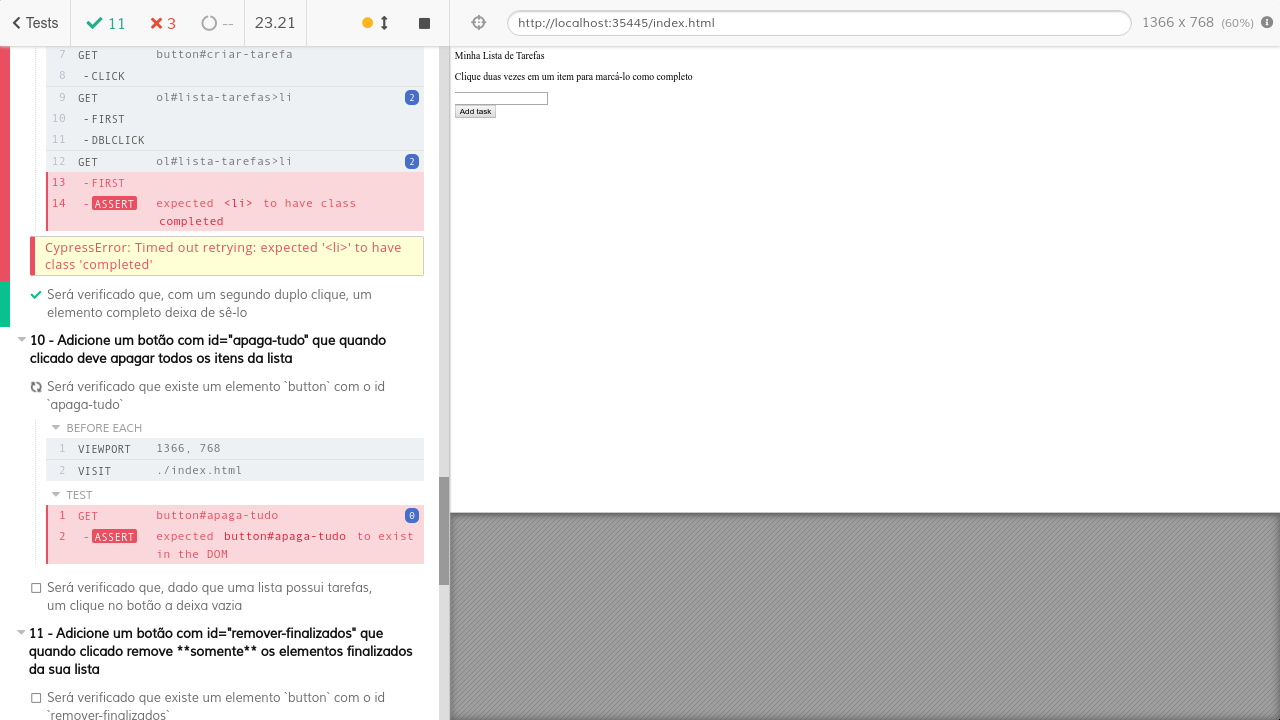 Tests
11
3
--
23.21
http://localhost:35445/index.html
1366 x 768 (60%)
7 GET button#criar-tarefa
8 -CLICK
9 GET ol#lista-tarefas>li 2
10 -FIRST
11 -DBLCLICK
12 GET ol#lista-tarefas>li 2
13 -FIRST
14 -ASSERT expected <li> to have class
completed
CypressError: Timed out retrying: expected '<li>' to have
class 'completed'
Será verificado que, com um segundo duplo clique, um
elemento completo deixa de sê-lo
10 - Adicione um botão com id="apaga-tudo" que quando
clicado deve apagar todos os itens da lista
Será verificado que existe um elemento `button` com o id
`apaga-tudo`
BEFORE EACH
1 VIEWPORT 1366, 768
2 VISIT ./index.html
TEST
1 GET button#apaga-tudo 0
2 -ASSERT expected button#apaga-tudo to exist
in the DOM
Será verificado que, dado que uma lista possui tarefas,
um clique no botão a deixa vazia
11 - Adicione um botão com id="remover-finalizados" que
quando clicado remove **somente** os elementos finalizados
da sua lista
Será verificado que existe um elemento `button` com o id
`remover-finalizados`
Minha Lista de Tarefas
Clique duas vezes em um item para marcá-lo como completo
Add task